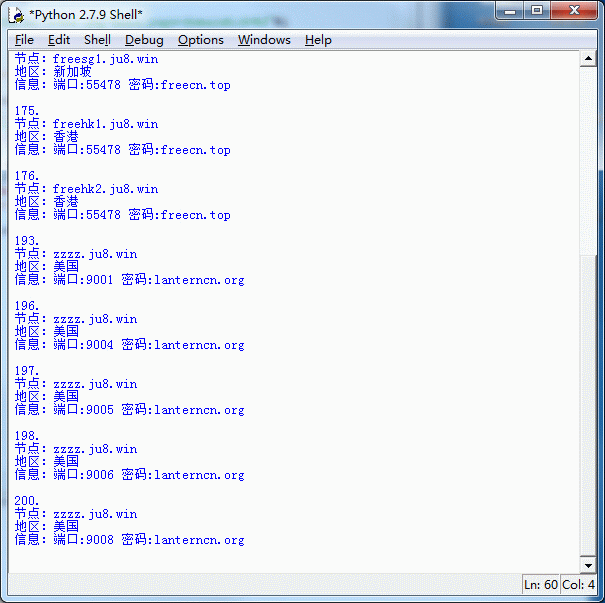 *Python 2.7.9 Shell*
File Edit Shell Debug Options Windows Help
节点: freesg1.ju8.win
地区: 新加坡
信息: 端口:55478 密码:freecn.top
175.
节点: freehk1.ju8.win
地区: 香港
信息: 端口:55478 密码:freecn.top
176.
节点: freehk2.ju8.win
地区: 香港
信息: 端口:55478 密码:freecn.top
193.
节点: zzzz.ju8.win
地区: 美国
信息: 端口:9001 密码:lanterncn.org
196.
节点: zzzz.ju8.win
地区: 美国
信息: 端口:9004 密码:lanterncn.org
197.
节点: zzzz.ju8.win
地区: 美国
信息: 端口:9005 密码:lanterncn.org
198.
节点: zzzz.ju8.win
地区: 美国
信息: 端口:9006 密码:lanterncn.org
200.
节点: zzzz.ju8.win
地区: 美国
信息: 端口:9008 密码:lanterncn.org
Ln: 60 Col: 4